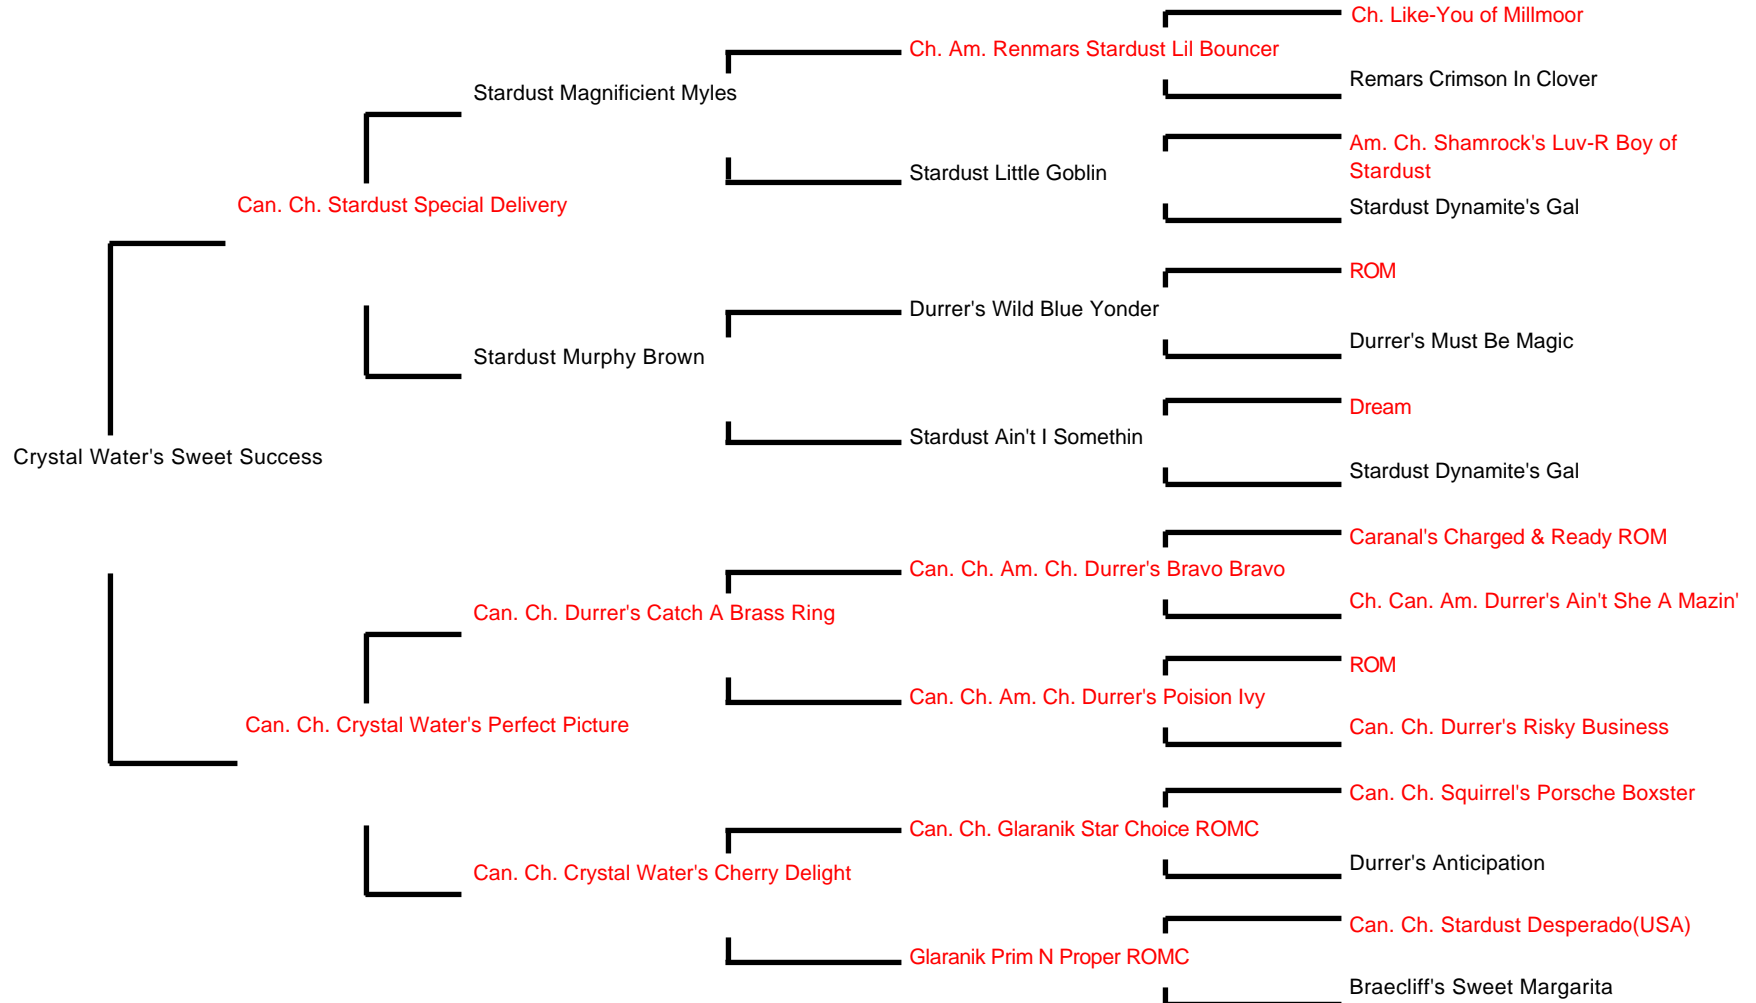 Ch. Like-You of Millmoor
Ch. Am. Renmars Stardust Lil Bouncer
Remars Crimson In Clover
Stardust Magnificient Myles
Am. Ch. Shamrock's Luv-R Boy of
Stardust
Stardust Little Goblin
Can. Ch. Stardust Special Delivery
Stardust Dynamite's Gal
ROM
Durrer's Wild Blue Yonder
Durrer's Must Be Magic
Stardust Murphy Brown
Dream
Stardust Ain't I Somethin
Crystal Water's Sweet Success
Stardust Dynamite's Gal
Caranal's Charged & Ready ROM
Can. Ch. Am. Ch. Durrer's Bravo Bravo
Ch. Can. Am. Durrer's Ain't She A Mazin'
Can. Ch. Durrer's Catch A Brass Ring
ROM
Can. Ch. Am. Ch. Durrer's Poision Ivy
Can. Ch. Crystal Water's Perfect Picture
Can. Ch. Durrer's Risky Business
Can. Ch. Squirrel's Porsche Boxster
Can. Ch. Glaranik Star Choice ROMC
Durrer's Anticipation
Can. Ch. Crystal Water's Cherry Delight
Can. Ch. Stardust Desperado(USA)
Glaranik Prim N Proper ROMC
Braecliff's Sweet Margarita